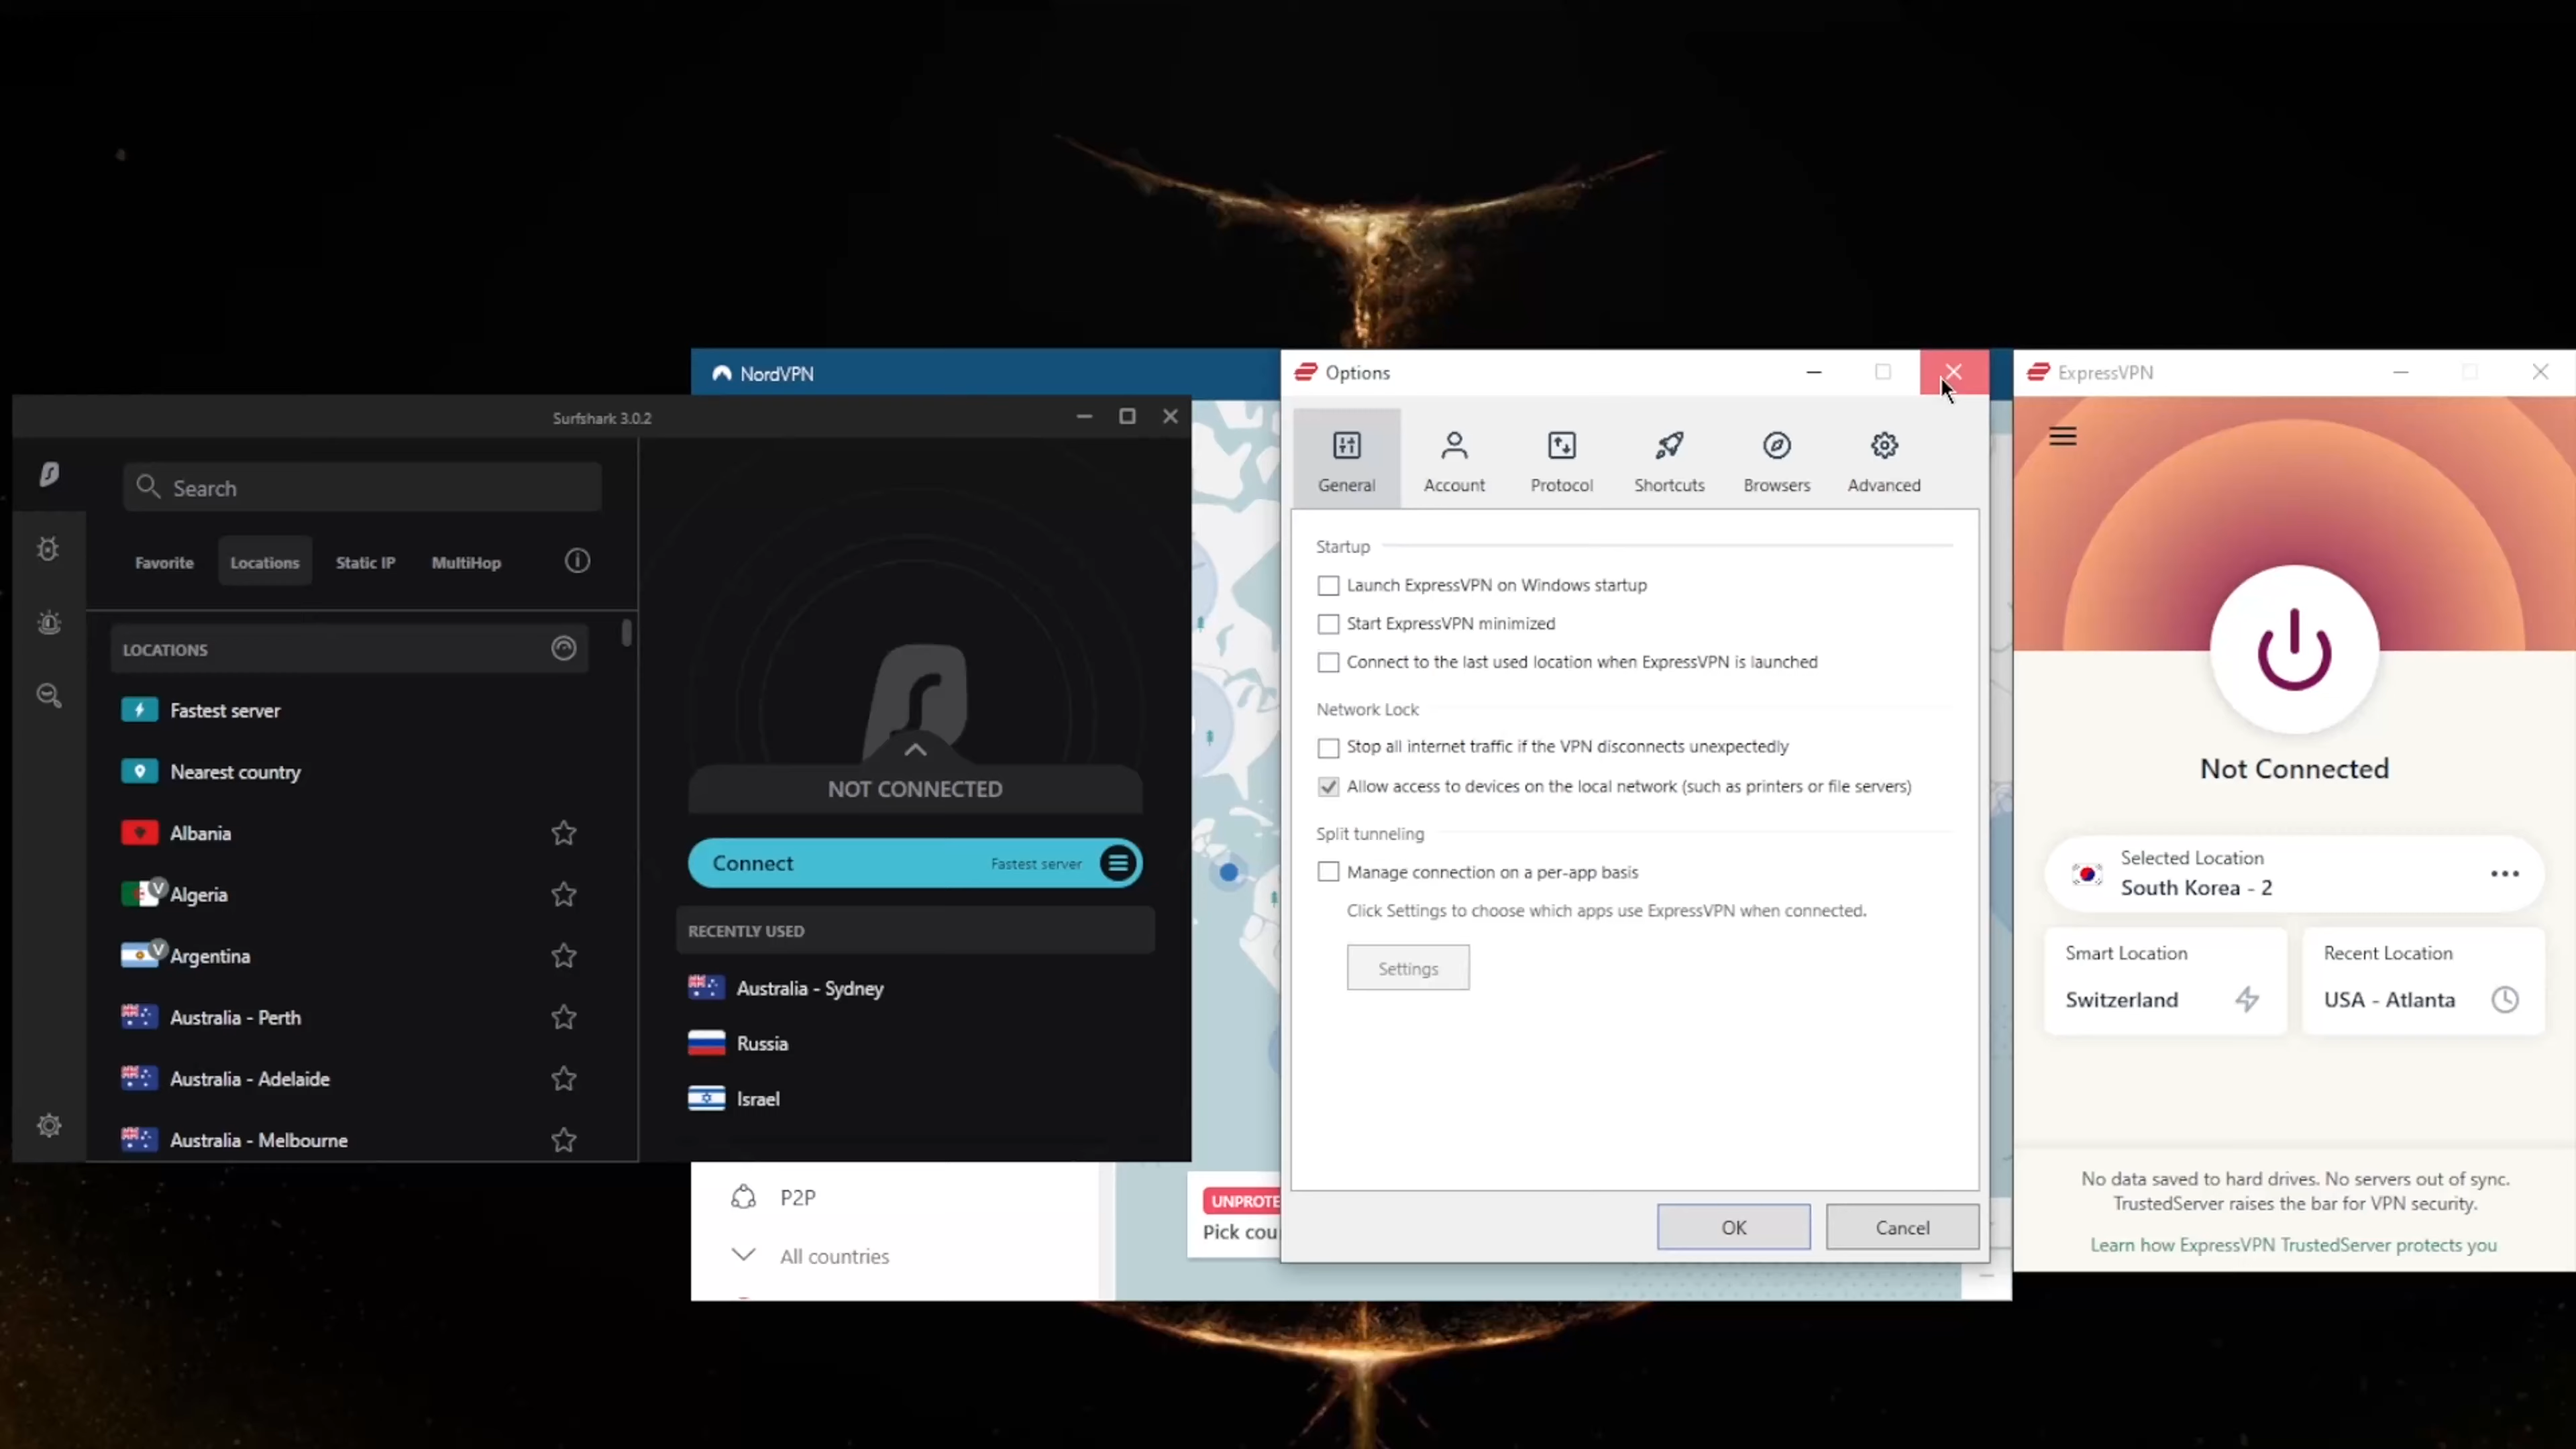 NordVPN
Surfshark 3.0.2
Search
Favorite
Locations
Static IP
MultiHop
LOCATIONS
Fastest server
Nearest country
Albania
Algeria
Argentina
Australia - Perth
Australia - Adelaide
Australia - Melbourne
NOT CONNECTED
Connect
Fastest server
RECENTLY USED
Australia - Sydney
Russia
Israel
P2P
All countries
UNPROTE
Pick cou
Options
General
Account
Protocol
Shortcuts
Browsers
Advanced
Startup
Launch ExpressVPN on Windows startup
Start ExpressVPN minimized
Connect to the last used location when ExpressVPN is launched
Network Lock
Stop all internet traffic if the VPN disconnects unexpectedly
Allow access to devices on the local network (such as printers or file servers)
Split tunneling
Manage connection on a per-app basis
Click Settings to choose which apps use ExpressVPN when connected.
Settings
OK
Cancel
ExpressVPN
Not Connected
Selected Location
South Korea - 2
Smart Location
Switzerland
Recent Location
USA - Atlanta
No data saved to hard drives. No servers out of sync.
TrustedServer raises the bar for VPN security.
Learn how ExpressVPN TrustedServer protects you